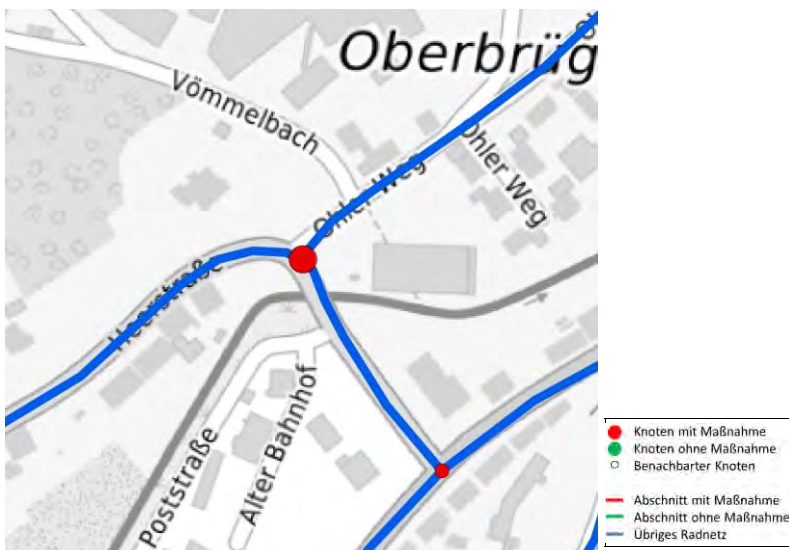 Oberbrüg
Vömmelbach
Ohler Weg
Ohler Weg
Heerstraße
Poststraße
Alter Bahnhof
Knoten mit Maßnahme
Knoten ohne Maßnahme
Benachbarter Knoten
Abschnitt mit Maßnahme
Abschnitt ohne Maßnahme
Übriges Radnetz